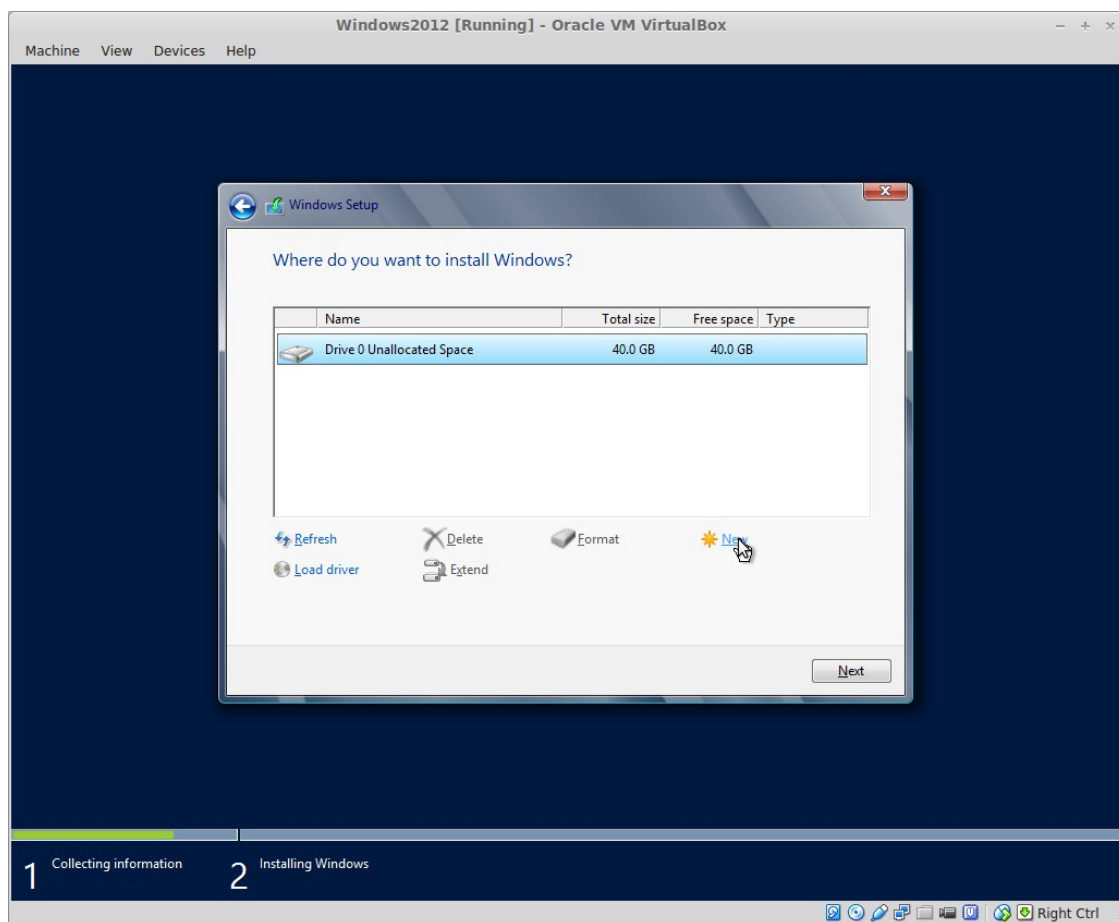 Windows2012 [Running] - Oracle VM VirtualBox
Machine View Devices Help
Windows Setup
Where do you want to install Windows?
Name Total size Free space Type
Drive 0 Unallocated Space 40.0 GB 40.0 GB
Refresh Delete Format New
Load driver Extend
Next
1 Collecting information 2 Installing Windows
Right Ctrl